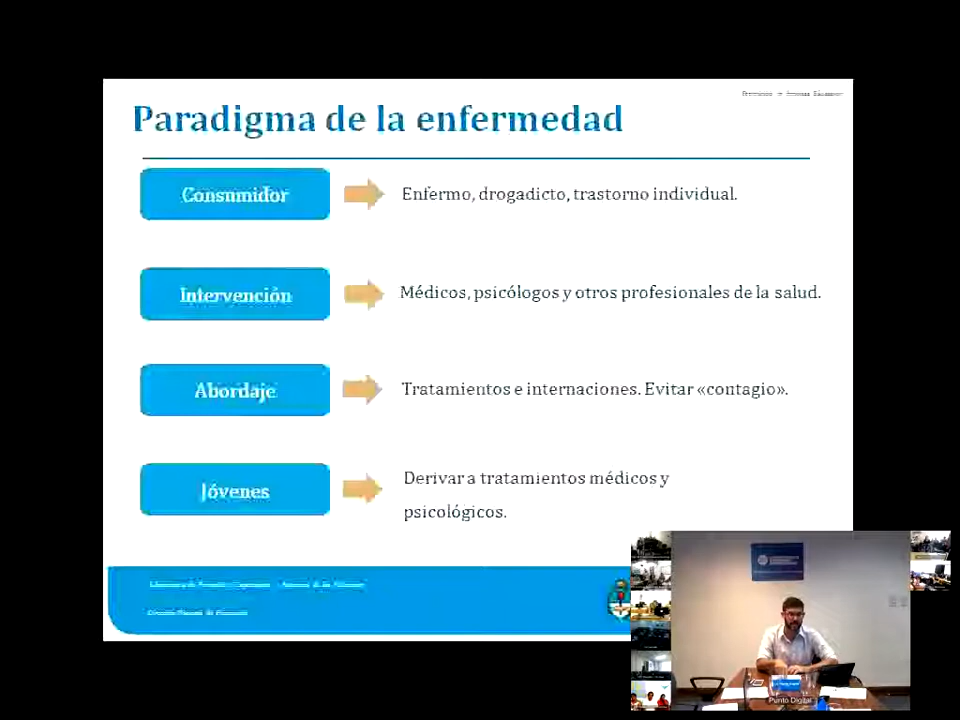 Paradigma de la enfermedad
Consumidor
Enfermo, drogadicto, trastorno individual.
Intervención
Médicos, psicólogos y otros profesionales de la salud.
Abordaje
Tratamientos e internaciones. Evitar «contagio».
Jóvenes
Derivar a tratamientos médicos y
psicológicos.
Punto Digital